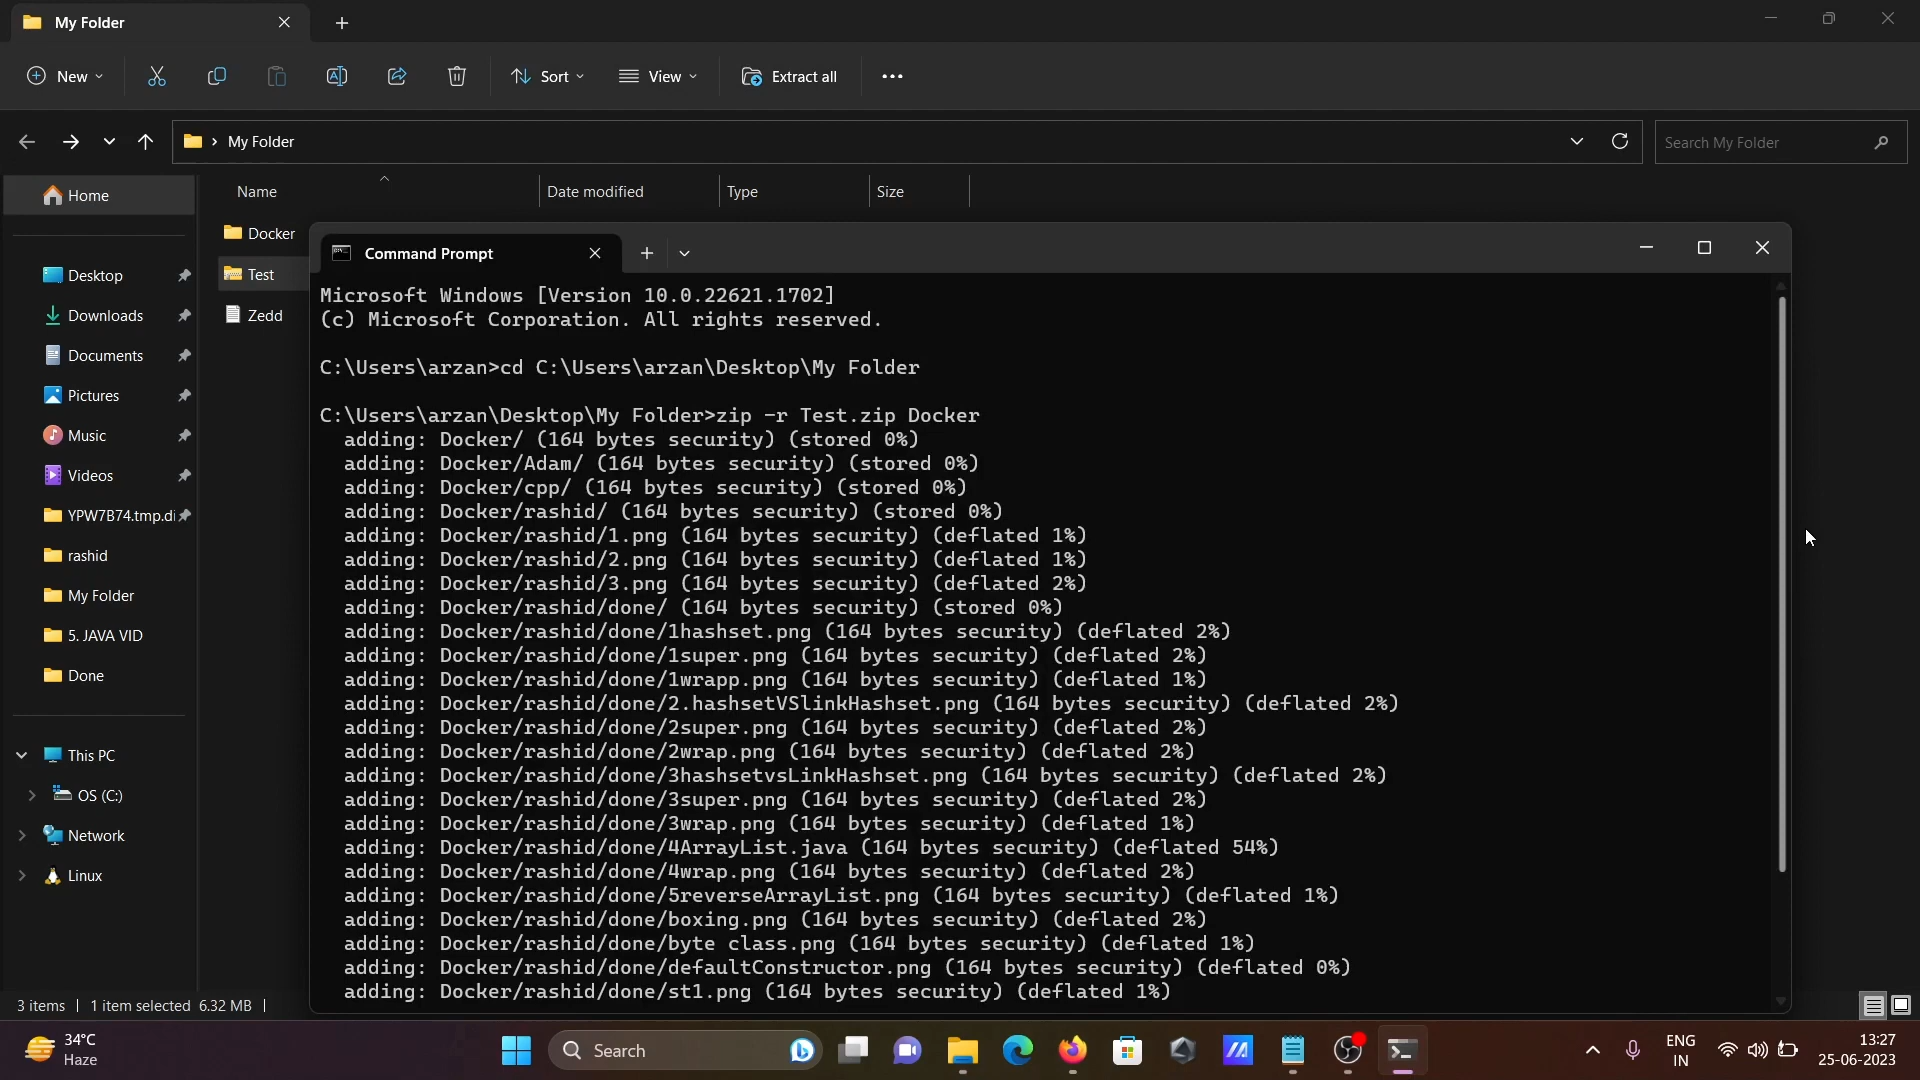 My Folder
New
Sort
View
Extract all
My Folder
Search My Folder
Home
Name
Date modified
Type
Size
Docker
Test
Zedd
Desktop
Downloads
Documents
Pictures
Music
Videos
YPW7B74.tmp.di
rashid
My Folder
5. JAVA VID
Done
This PC
OS (C:)
Network
Linux
Command Prompt
Microsoft Windows [Version 10.0.22621.1702]
(c) Microsoft Corporation. All rights reserved.
C:\Users\arzan>cd C:\Users\arzan\Desktop\My Folder
C:\Users\arzan\Desktop\My Folder>zip -r Test.zip Docker
adding: Docker/ (164 bytes security) (stored 0%)
adding: Docker/Adam/ (164 bytes security) (stored 0%)
adding: Docker/cpp/ (164 bytes security) (stored 0%)
adding: Docker/rashid/ (164 bytes security) (stored 0%)
adding: Docker/rashid/1.png (164 bytes security) (deflated 1%)
adding: Docker/rashid/2.png (164 bytes security) (deflated 1%)
adding: Docker/rashid/3.png (164 bytes security) (deflated 2%)
adding: Docker/rashid/done/ (164 bytes security) (stored 0%)
adding: Docker/rashid/done/1hashset.png (164 bytes security) (deflated 2%)
adding: Docker/rashid/done/1super.png (164 bytes security) (deflated 2%)
adding: Docker/rashid/done/1wrapp.png (164 bytes security) (deflated 1%)
adding: Docker/rashid/done/2.hashsetVSlinkHashset.png (164 bytes security) (deflated 2%)
adding: Docker/rashid/done/2super.png (164 bytes security) (deflated 2%)
adding: Docker/rashid/done/2wrap.png (164 bytes security) (deflated 2%)
adding: Docker/rashid/done/3hashsetvsLinkHashset.png (164 bytes security) (deflated 2%)
adding: Docker/rashid/done/3super.png (164 bytes security) (deflated 2%)
adding: Docker/rashid/done/3wrap.png (164 bytes security) (deflated 1%)
adding: Docker/rashid/done/4ArrayList.java (164 bytes security) (deflated 54%)
adding: Docker/rashid/done/4wrap.png (164 bytes security) (deflated 2%)
adding: Docker/rashid/done/5reverseArrayList.png (164 bytes security) (deflated 1%)
adding: Docker/rashid/done/boxing.png (164 bytes security) (deflated 2%)
adding: Docker/rashid/done/byte class.png (164 bytes security) (deflated 1%)
adding: Docker/rashid/done/defaultConstructor.png (164 bytes security) (deflated 0%)
adding: Docker/rashid/done/st1.png (164 bytes security) (deflated 1%)
3 items
1 item selected 6.32 MB
34°C
Haze
Search
ENG
IN
13:27
25-06-2023